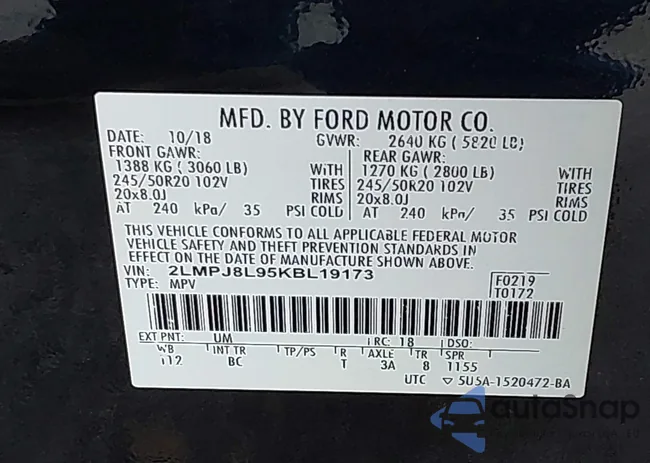 MFD. BY FORD MOTOR CO.
DATE: 10/18 GVWR: 2640 KG ( 5820 LB)
FRONT GAWR: REAR GAWR:
1388 KG ( 3060 LB) WITH 1270 KG ( 2800 LB) WITH
245/50R20 102V TIRES 245/50R20 102V TIRES
20x8.0J RIMS 20x8.0J RIMS
AT 240 kPa/ 35 PSI COLD AT 240 kPa/ 35 PSI COLD
THIS VEHICLE CONFORMS TO ALL APPLICABLE FEDERAL MOTOR
VEHICLE SAFETY AND THEFT PREVENTION STANDARDS IN
EFFECT ON THE DATE OF MANUFACTURE SHOWN ABOVE.
VIN: 2LMPJ8L95KBL19173 F0219
TYPE: MPV T0172
EXT PNT: UM RC: 18 DSO:
WB INT TR TP/PS R AXLE TR SPR
112 BC T 3A 8 1155
UTC ▽ 5U5A-1520472-BA
autoSnap